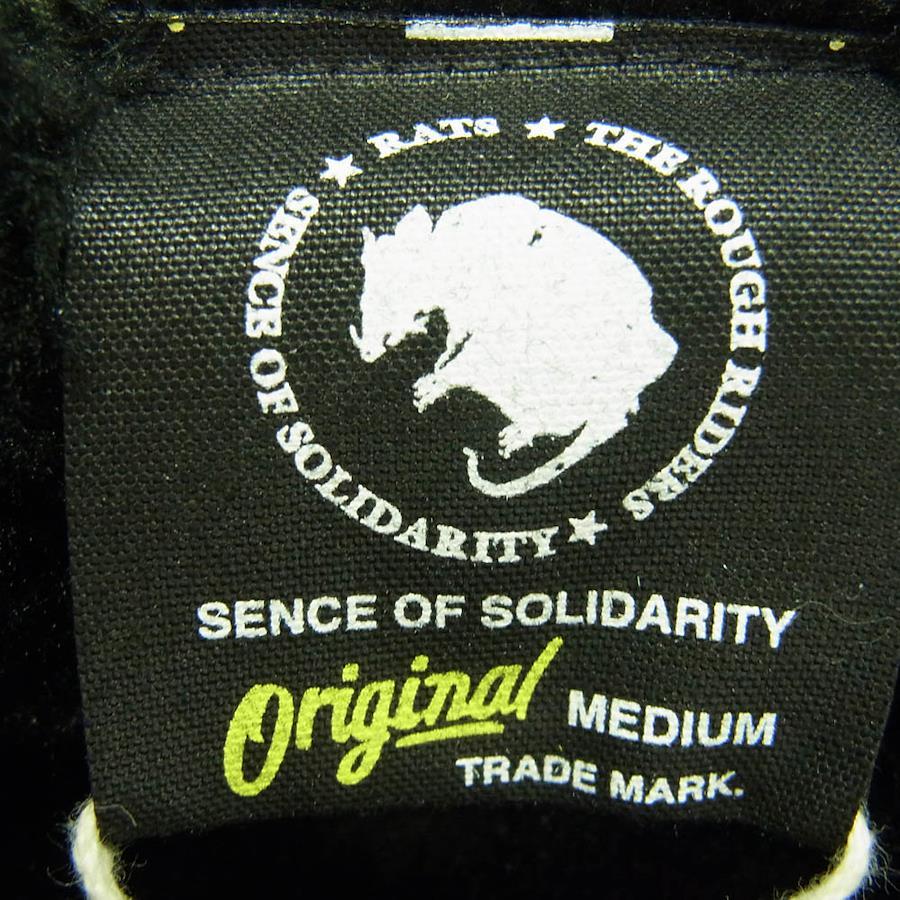 ★ RATS ★ THE ROUGH RIDERS ★ SENCE OF SOLIDARITY
SENCE OF SOLIDARITY
Original MEDIUM
TRADE MARK.